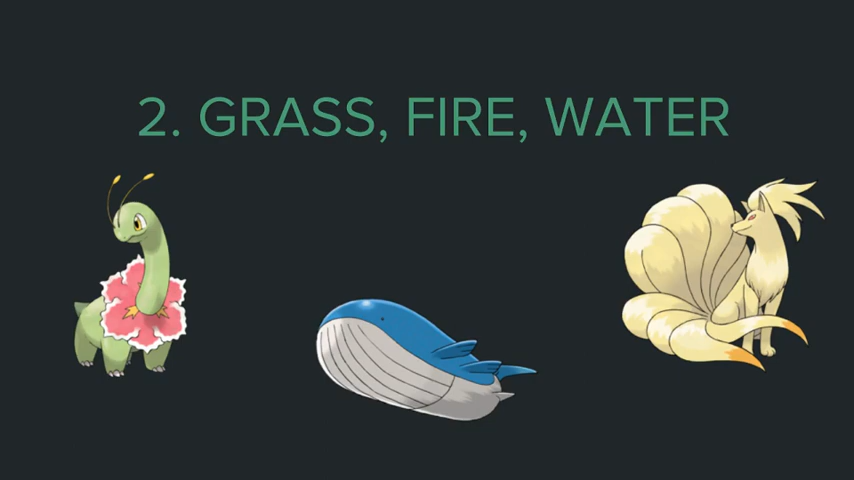 2. GRASS, FIRE, WATER